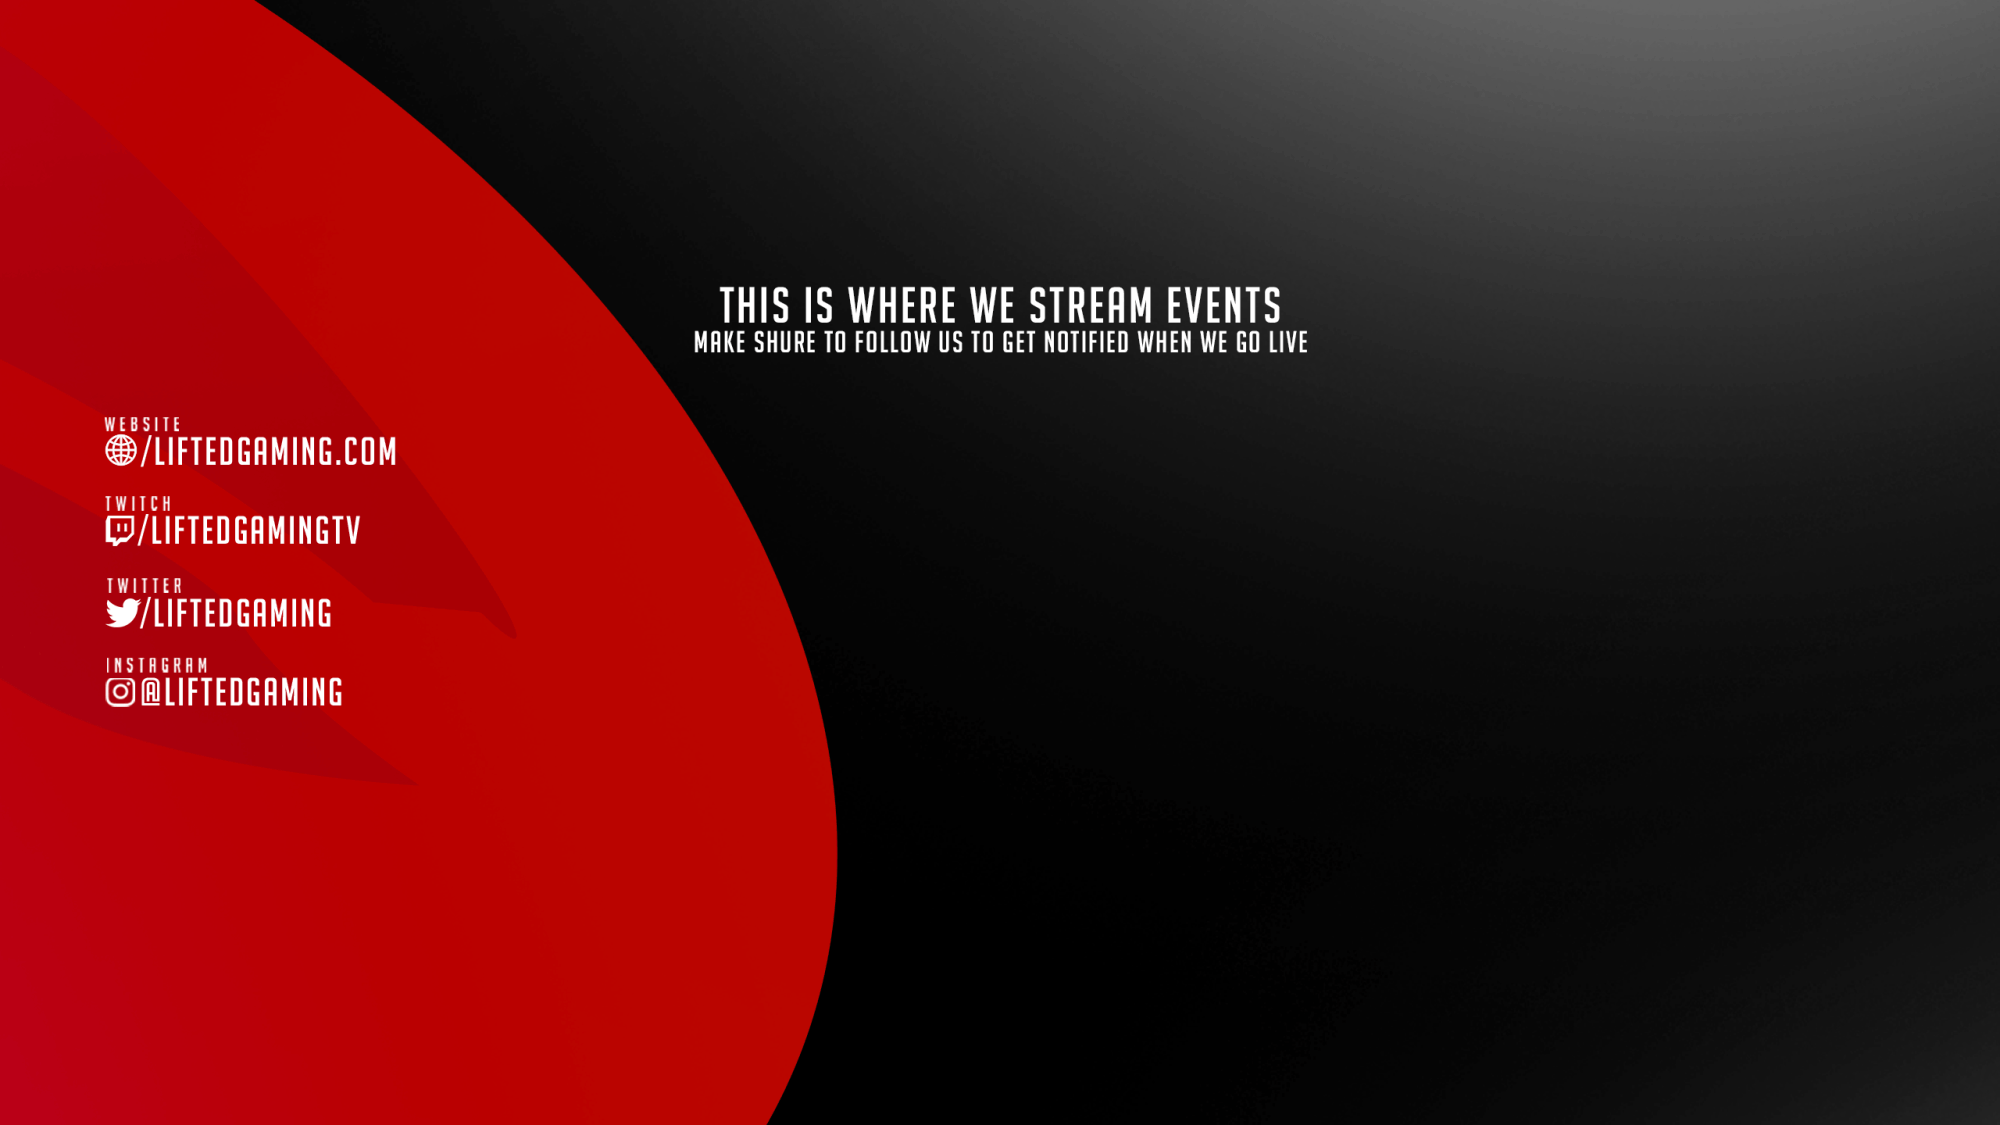 THIS IS WHERE WE STREAM EVENTS
MAKE SHURE TO FOLLOW US TO GET NOTIFIED WHEN WE GO LIVE
WEBSITE
/LIFTEDGAMING.COM
TWITCH
/LIFTEDGAMINGTV
TWITTER
/LIFTEDGAMING
INSTAGRAM
@LIFTEDGAMING